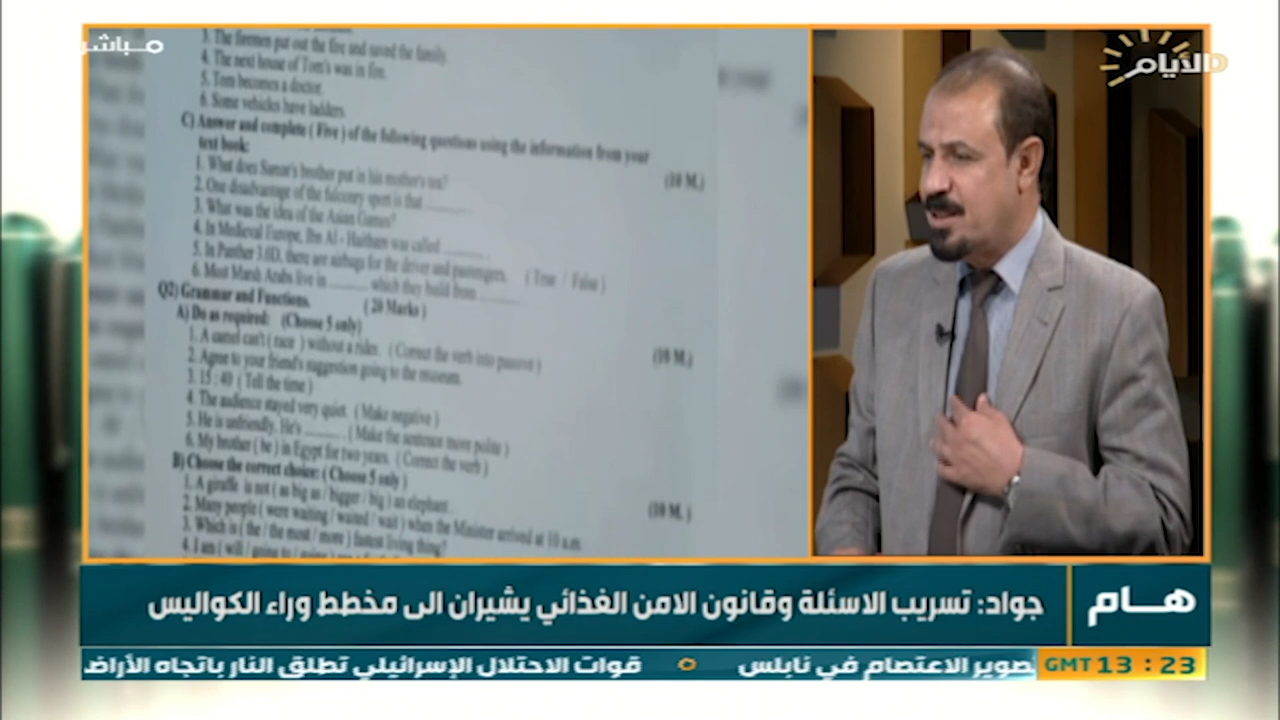 مباشر
الأيام
3. The firemen put out the fire and saved the family.
4. The next house of Tom's was in fire.
5. Tom becomes a doctor.
6. Some vehicles have ladders.
C) Answer and complete ( Five ) of the following questions using the information from your
text book:
(10 M.)
1. What does Samar's brother put in his mother's tea?
2. One disadvantage of the falconry sport is that ..........
3. What was the idea of the Asian Games?
4. In Medieval Europe, Ibn Al - Haitham was called ..........
5. In Panther 3.0D, there are airbags for the driver and passengers. ( True / False )
6. Most Marsh Arabs live in .......... which they build from ..........
Q2) Grammar and Functions. ( 20 Marks )
A) Do as required: (Choose 5 only)
(10 M.)
1. A camel can't ( race ) without a rider. ( Correct the verb into passive )
2. Agree to your friend's suggestion going to the museum.
3. 15 : 40 ( Tell the time )
4. The audience stayed very quiet. ( Make negative )
5. He is unfriendly. He's .......... ( Make the sentence more polite )
6. My brother ( be ) in Egypt for two years. ( Correct the verb )
B) Choose the correct choice: ( Choose 5 only )
(10 M. )
1. A giraffe is not ( as big as / bigger / big ) an elephant.
2. Many people ( were waiting / waited / wait ) when the Minister arrived at 10 a.m.
3. Which is ( the / the most / more ) fastest living thing?
4. I am ( will / going to / going )
هام
جواد: تسريب الاسئلة وقانون الامن الغذائي يشيران الى مخطط وراء الكواليس
GMT 13 : 23
صوير الاعتصام في نابلس ○ قوات الاحتلال الإسرائيلي تطلق النار باتجاه الأراض